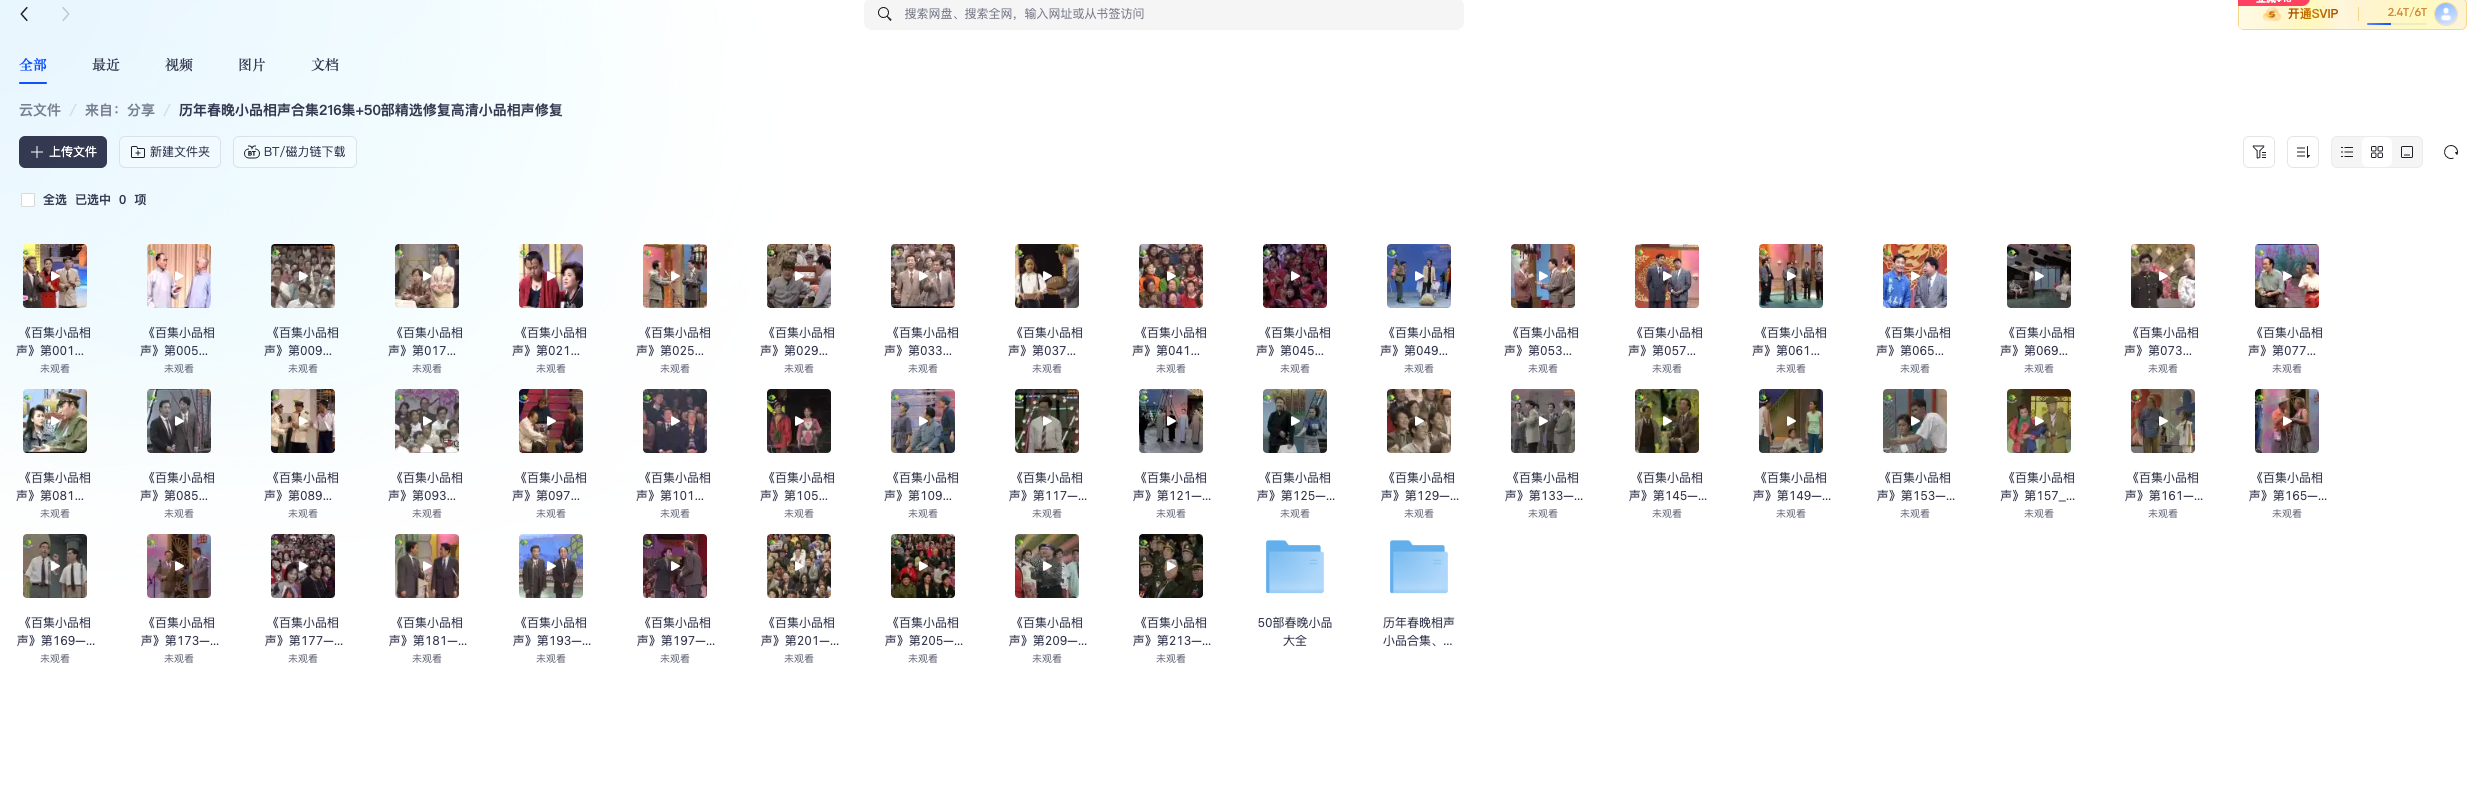 搜索网盘、搜索全网，输入网址或从书签访问
开通SVIP
2.4T/6T
全部 最近 视频 图片 文档
云文件 / 来自：分享 / 历年春晚小品相声合集216集+50部精选修复高清小品相声修复
上传文件 新建文件夹 BT/磁力链下载
全选 已选中 0 项
《百集小品相 《百集小品相 《百集小品相 《百集小品相 《百集小品相 《百集小品相 《百集小品相 《百集小品相 《百集小品相 《百集小品相 《百集小品相 《百集小品相 《百集小品相 《百集小品相 《百集小品相 《百集小品相 《百集小品相 《百集小品相 《百集小品相
声》第001... 声》第005... 声》第009... 声》第017... 声》第021... 声》第025... 声》第029... 声》第033... 声》第037... 声》第041... 声》第045... 声》第049... 声》第053... 声》第057... 声》第061... 声》第065... 声》第069... 声》第073... 声》第077...
未观看 未观看 未观看 未观看 未观看 未观看 未观看 未观看 未观看 未观看 未观看 未观看 未观看 未观看 未观看 未观看 未观看 未观看 未观看
《百集小品相 《百集小品相 《百集小品相 《百集小品相 《百集小品相 《百集小品相 《百集小品相 《百集小品相 《百集小品相 《百集小品相 《百集小品相 《百集小品相 《百集小品相 《百集小品相 《百集小品相 《百集小品相 《百集小品相 《百集小品相 《百集小品相
声》第081... 声》第085... 声》第089... 声》第093... 声》第097... 声》第101... 声》第105... 声》第109... 声》第117—... 声》第121—... 声》第125—... 声》第129—... 声》第133—... 声》第145—... 声》第149—... 声》第153—... 声》第157_... 声》第161—... 声》第165—...
未观看 未观看 未观看 未观看 未观看 未观看 未观看 未观看 未观看 未观看 未观看 未观看 未观看 未观看 未观看 未观看 未观看 未观看 未观看
《百集小品相 《百集小品相 《百集小品相 《百集小品相 《百集小品相 《百集小品相 《百集小品相 《百集小品相 《百集小品相 《百集小品相 50部春晚小品 历年春晚相声
声》第169—... 声》第173—... 声》第177—... 声》第181—... 声》第193—... 声》第197—... 声》第201—... 声》第205—... 声》第209—... 声》第213—... 大全 小品合集、...
未观看 未观看 未观看 未观看 未观看 未观看 未观看 未观看 未观看 未观看